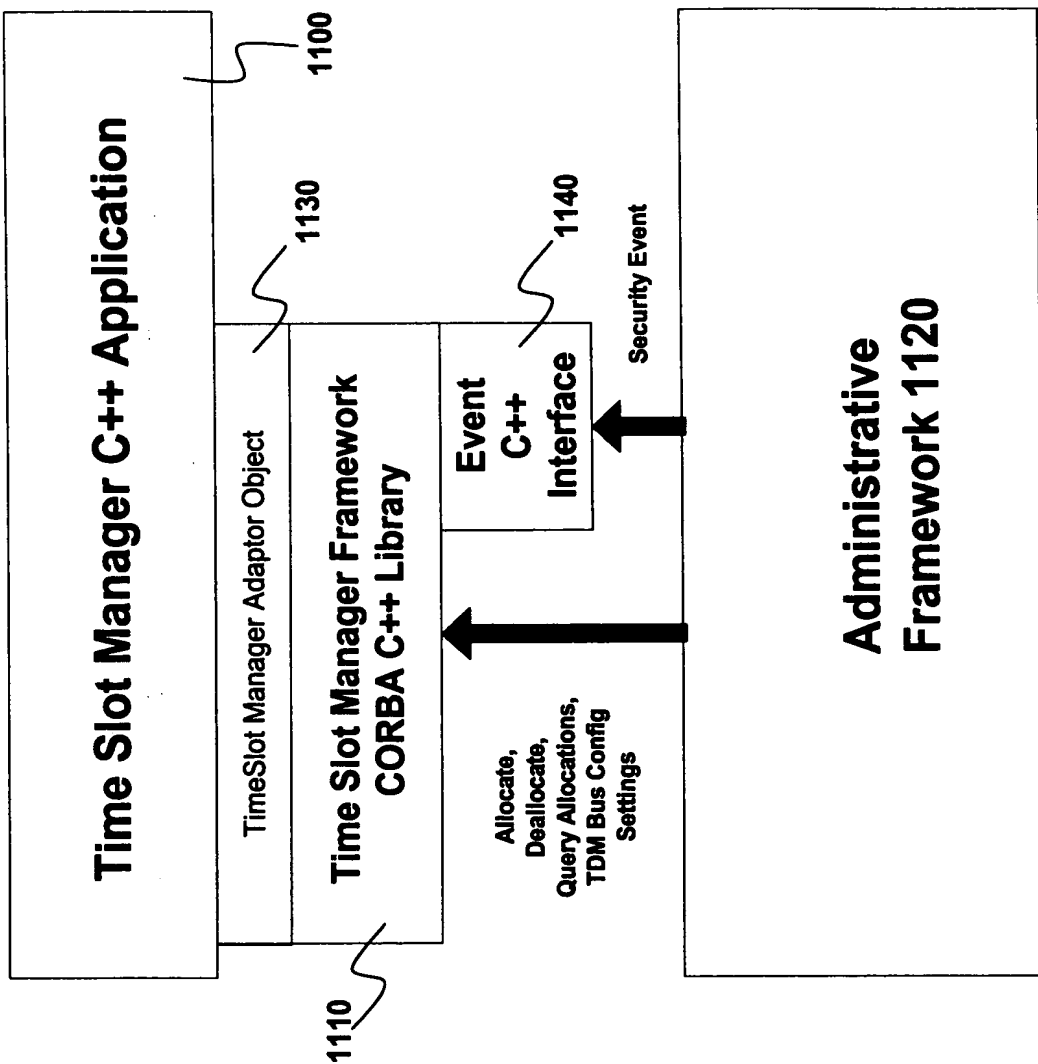 Time Slot Manager C++ Application
1100
TimeSlot Manager Adaptor Object
1130
Time Slot Manager Framework
CORBA C++ Library
1110
Event
C++
Interface
1140
Allocate,
Deallocate,
Query Allocations,
TDM Bus Config
Settings
Security Event
Administrative
Framework 1120